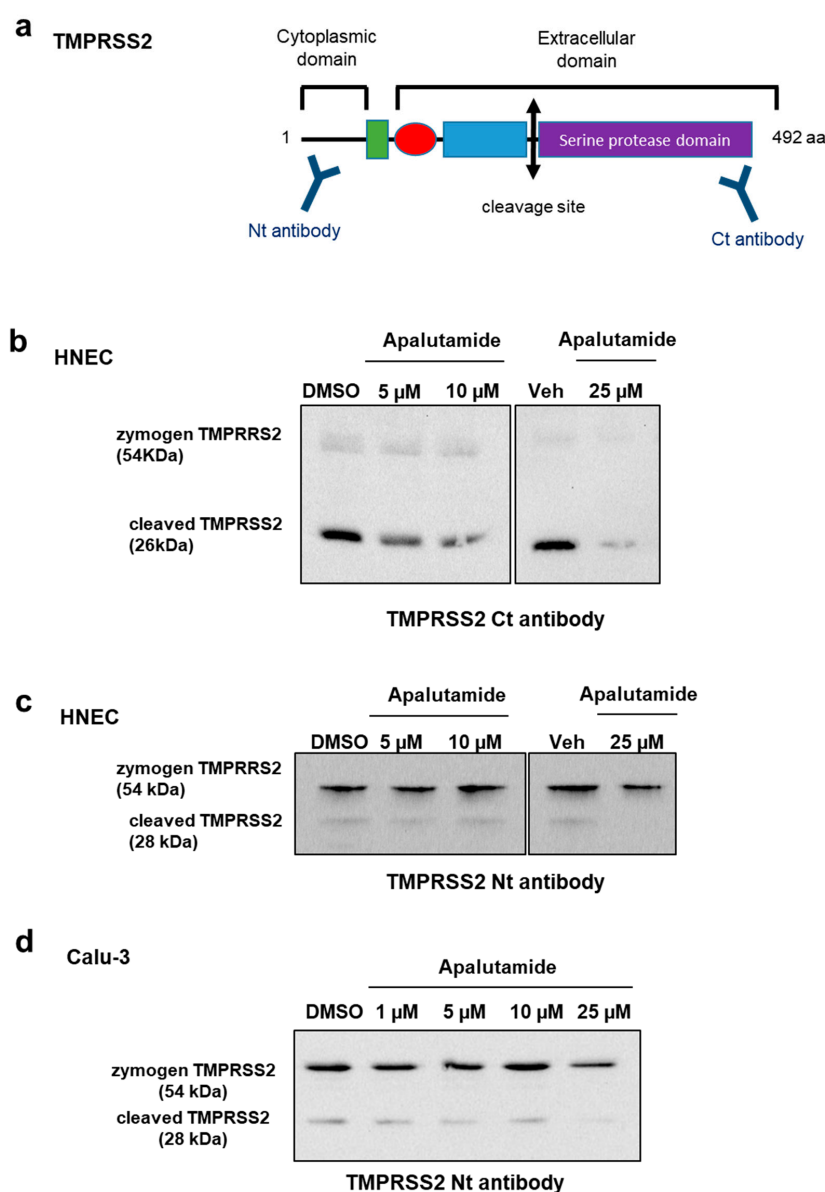 a
TMPRSS2
Cytoplasmic
domain
Extracellular
domain
1
Serine protease domain
492 aa
cleavage site
Nt antibody
Ct antibody
b
HNEC
Apalutamide
Apalutamide
DMSO 5 µM 10 µM Veh 25 µM
zymogen TMPRRS2
(54KDa)
cleaved TMPRSS2
(26kDa)
TMPRSS2 Ct antibody
c
HNEC
Apalutamide
Apalutamide
DMSO 5 µM 10 µM Veh 25 µM
zymogen TMPRRS2
(54 kDa)
cleaved TMPRSS2
(28 kDa)
TMPRSS2 Nt antibody
d
Calu-3
Apalutamide
DMSO 1 µM 5 µM 10 µM 25 µM
zymogen TMPRSS2
(54 kDa)
cleaved TMPRSS2
(28 kDa)
TMPRSS2 Nt antibody